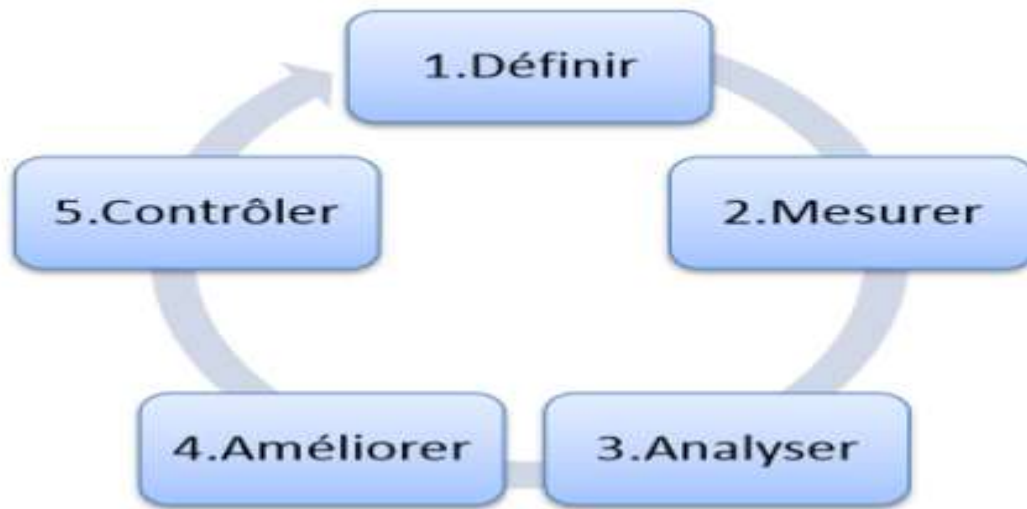 1.Définir
2.Mesurer
3.Analyser
4.Améliorer
5.Contrôler